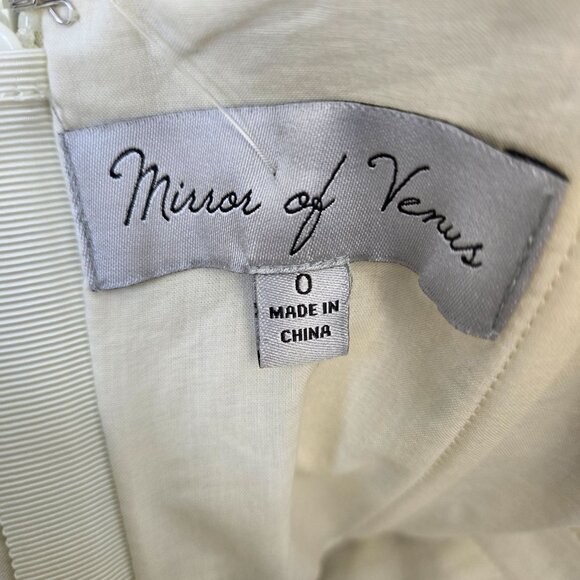 Mirror of Venus
0
MADE IN
CHINA